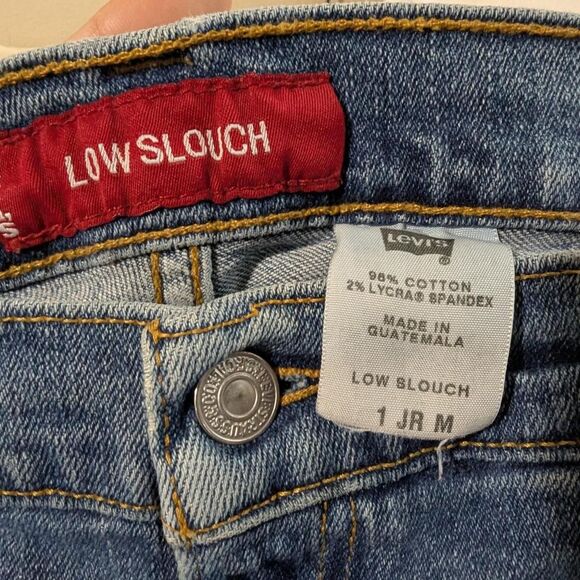 LOW SLOUCH
Levi's
98% COTTON
2% LYCRA® SPANDEX
MADE IN
GUATEMALA
LOW SLOUCH
1 JR M